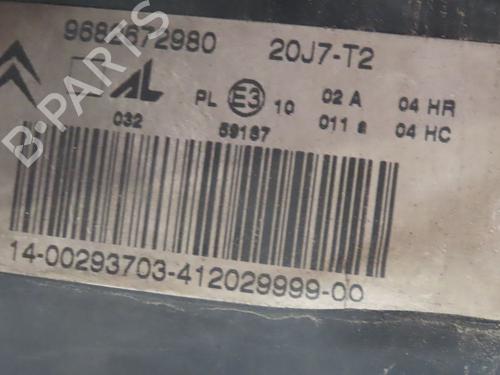 9682672980 20J7-T2
AL PL E3 10 02 A 04 HR
011 a 04 HC
032 59187
14-00293703-412029999-00
B-PARTS